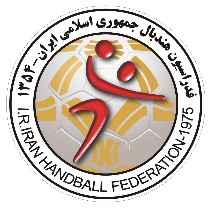 فدراسیون هندبال جمهوری اسلامی ایران-۱۳۵۴
I.R.IRAN HANDBALL FEDERATION-1975